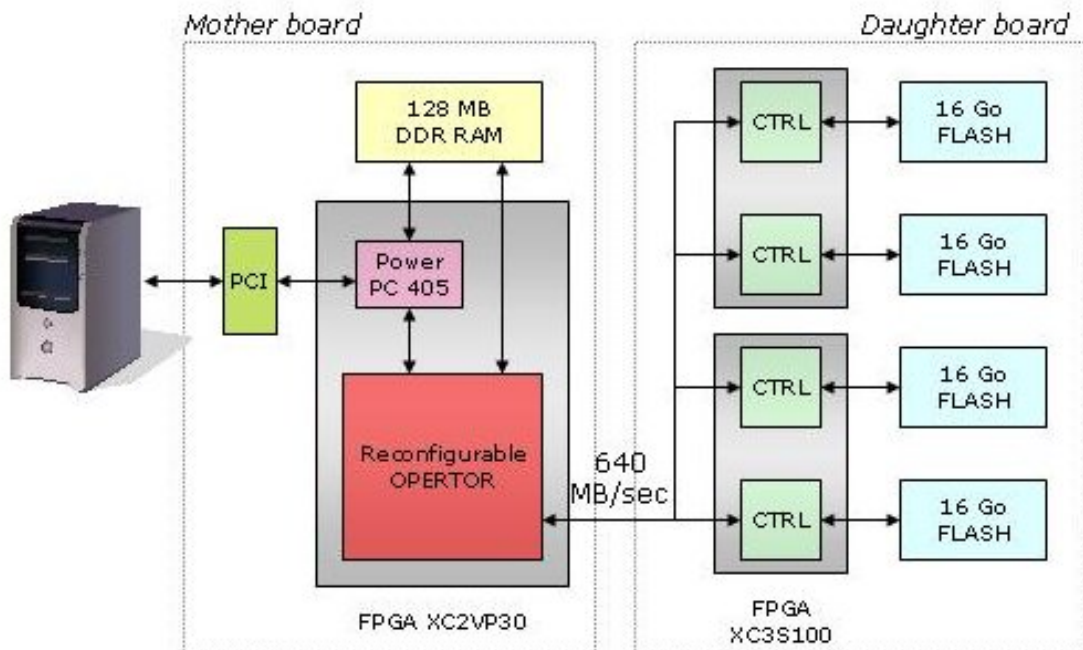 Mother board
Daughter board
128 MB
DDR RAM
CTRL
16 Go
FLASH
CTRL
16 Go
FLASH
PCI
Power
PC 405
CTRL
16 Go
FLASH
Reconfigurable
OPERTOR
640
MB/sec
CTRL
16 Go
FLASH
FPGA XC2VP30
FPGA
XC3S100